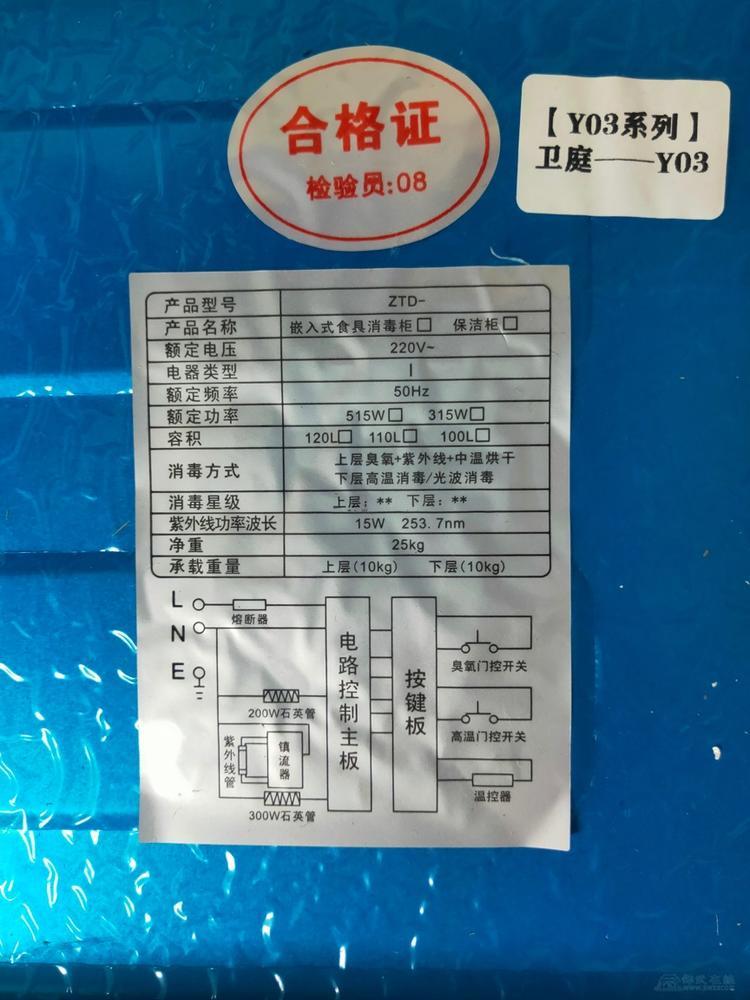 合格证
检验员:08
【Y03系列】
卫庭——Y03
产品型号 ZTD-
产品名称 嵌入式食具消毒柜□ 保洁柜□
额定电压 220V~
电器类型 I
额定频率 50Hz
额定功率 515W□ 315W□
容积 120L□ 110L□ 100L□
消毒方式 上层臭氧+紫外线+中温烘干
下层高温消毒/光波消毒
消毒星级 上层：** 下层：**
紫外线功率波长 15W 253.7nm
净重 25kg
承载重量 上层(10kg) 下层(10kg)
L
熔断器
N
E
电路控制主板
按键板
臭氧门控开关
200W石英管
高温门控开关
紫外线管
镇流器
温控器
300W石英管